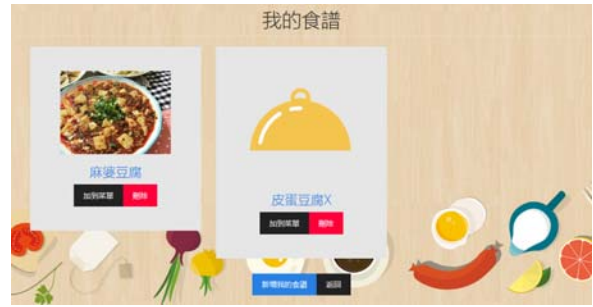 我的食譜
麻婆豆腐
加到菜單 刪除
皮蛋豆腐X
加到菜單 刪除
新增我的食譜 返回